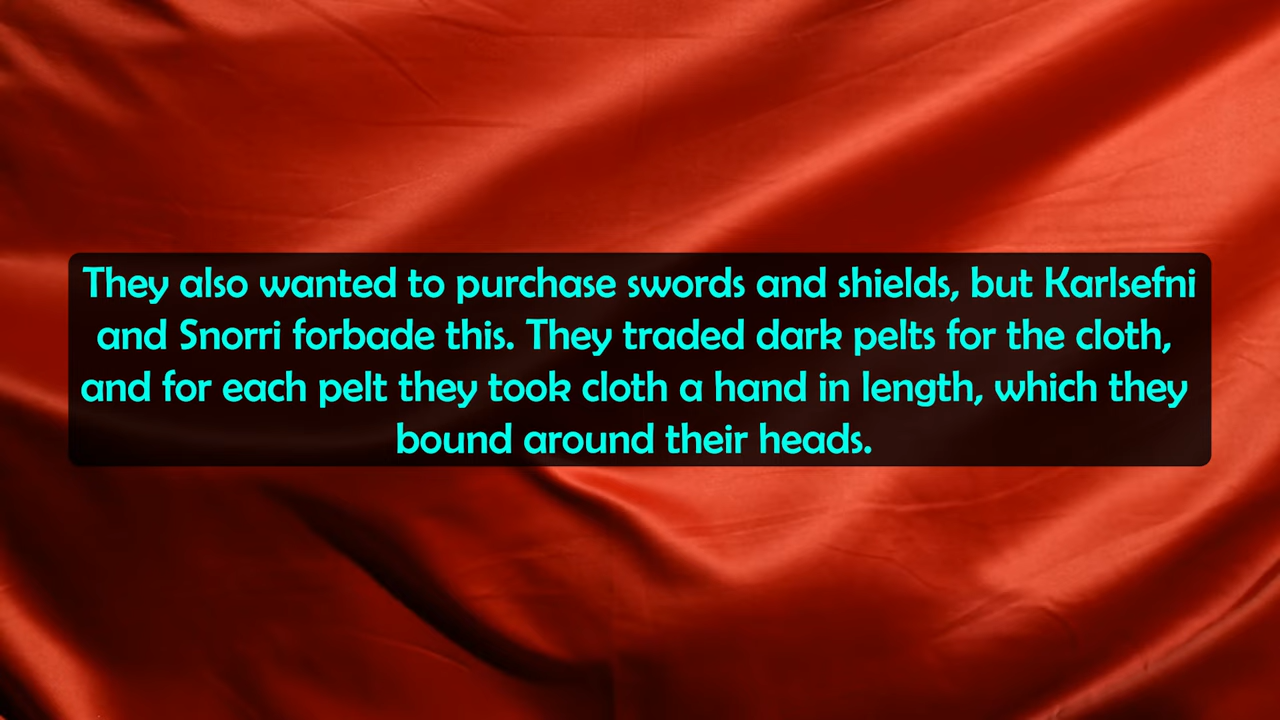 They also wanted to purchase swords and shields, but Karlsefni
and Snorri forbade this. They traded dark pelts for the cloth,
and for each pelt they took cloth a hand in length, which they
bound around their heads.